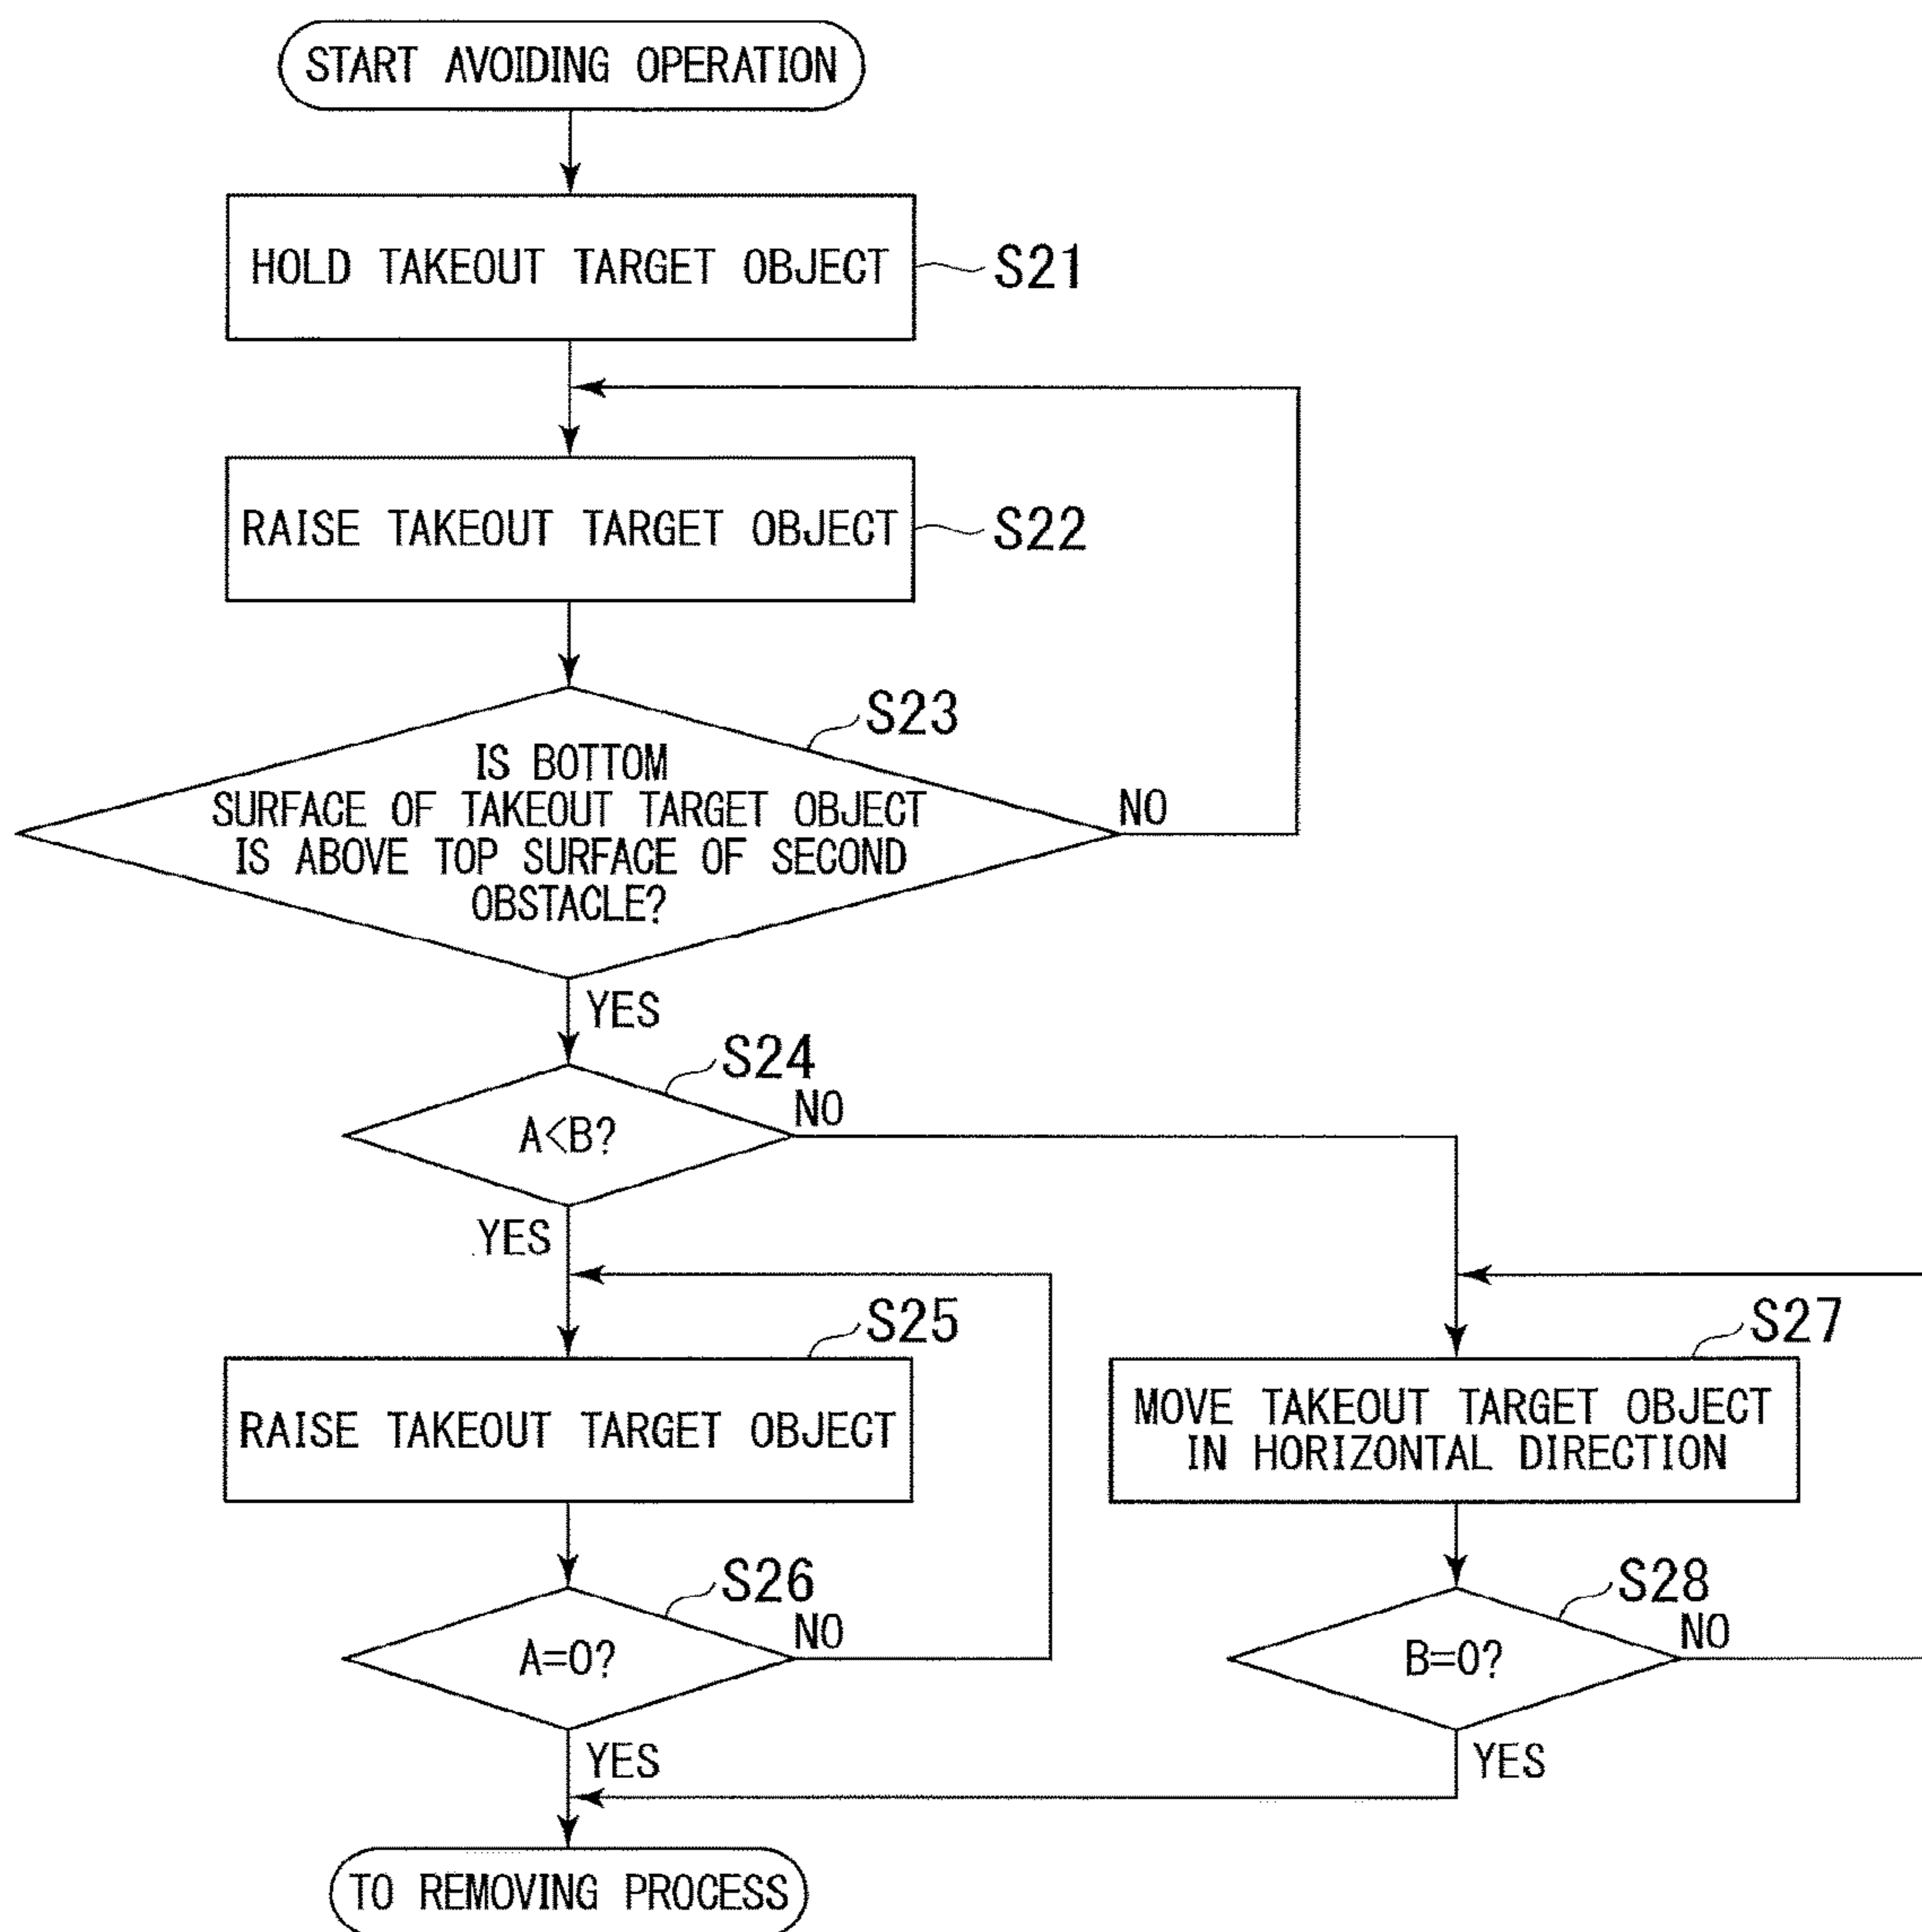 START AVOIDING OPERATION
HOLD TAKEOUT TARGET OBJECT
S21
RAISE TAKEOUT TARGET OBJECT
S22
S23
IS BOTTOM
SURFACE OF TAKEOUT TARGET OBJECT
IS ABOVE TOP SURFACE OF SECOND
OBSTACLE?
NO
YES
S24
A<B?
NO
YES
S25
RAISE TAKEOUT TARGET OBJECT
S27
MOVE TAKEOUT TARGET OBJECT
IN HORIZONTAL DIRECTION
S26
A=0?
NO
YES
S28
B=0?
NO
YES
TO REMOVING PROCESS